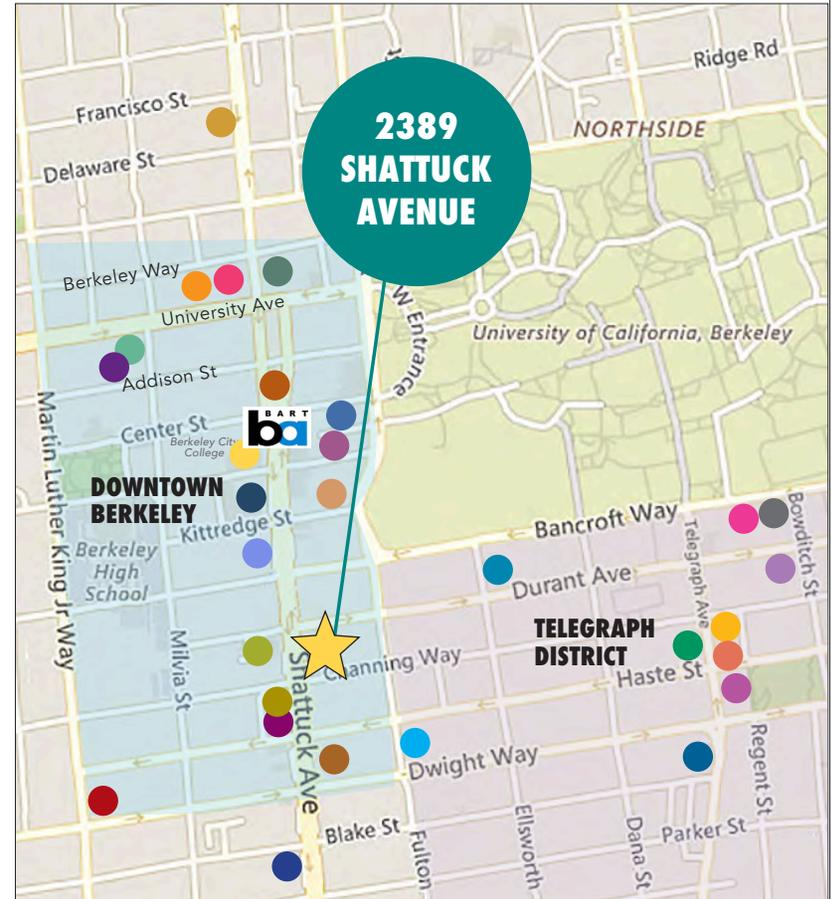 Ridge Rd
Francisco St
Delaware St
2389
SHATTUCK
AVENUE
NORTHSIDE
Berkeley Way
University Ave
W Entrance
University of California, Berkeley
Addison St
Martin Luther King Jr Way
Center St
BART
ba
Berkeley City
College
DOWNTOWN
BERKELEY
Kittredge St
Berkeley
High
School
Bancroft Way
Telegraph Ave
Bowditch St
Durant Ave
TELEGRAPH
DISTRICT
Milvia St
Shattuck Ave
Channing Way
Haste St
Dwight Way
Regent St
Blake St
Fulton
Ellsworth
Dana St
Parker St